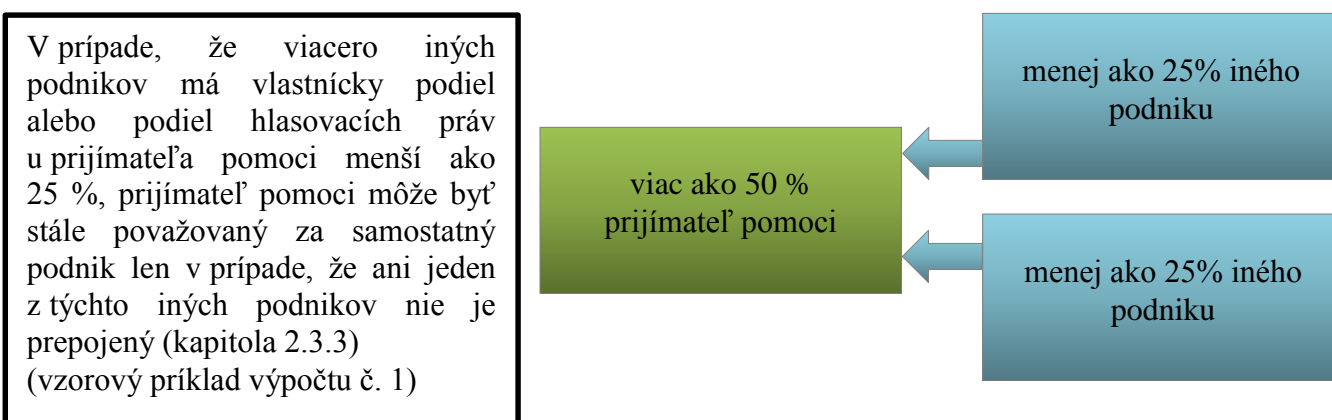 V prípade, že viacero iných
podnikov má vlastnícky podiel
alebo podiel hlasovacích práv
u prijímateľa pomoci menší ako
25 %, prijímateľ pomoci môže byť
stále považovaný za samostatný
podnik len v prípade, že ani jeden
z týchto iných podnikov nie je
prepojený (kapitola 2.3.3)
(vzorový príklad výpočtu č. 1)
viac ako 50 %
prijímateľ pomoci
menej ako 25% iného
podniku
menej ako 25% iného
podniku